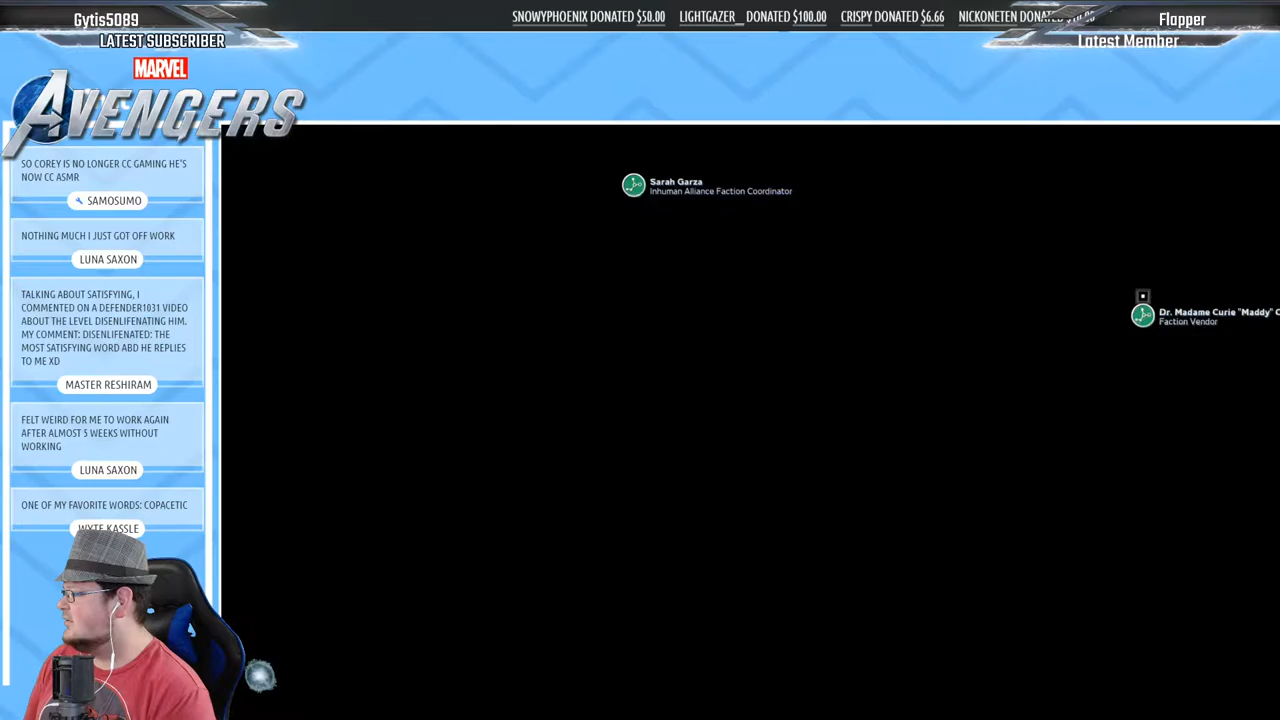 Gytis5089
LATEST SUBSCRIBER
SNOWYPHOENIX DONATED $50.00 LIGHTGAZER_ DONATED $100.00 CRISPY DONATED $6.66 NICKONETEN DONATED
Flapper
Latest Member
MARVEL
AVENGERS
SO COREY IS NO LONGER CC GAMING HE'S
NOW CC ASMR
SAMOSUMO
NOTHING MUCH I JUST GOT OFF WORK
LUNA SAXON
TALKING ABOUT SATISFYING, I
COMMENTED ON A DEFENDER1031 VIDEO
ABOUT THE LEVEL DISENLIFENATING HIM.
MY COMMENT: DISENLIFENATED: THE
MOST SATISFYING WORD ABD HE REPLIES
TO ME XD
MASTER RESHIRAM
FELT WEIRD FOR ME TO WORK AGAIN
AFTER ALMOST 5 WEEKS WITHOUT
WORKING
LUNA SAXON
ONE OF MY FAVORITE WORDS: COPACETIC
WYTE KASSLE
Sarah Garza
Inhuman Alliance Faction Coordinator
Dr. Madame Curie "Maddy" C
Faction Vendor